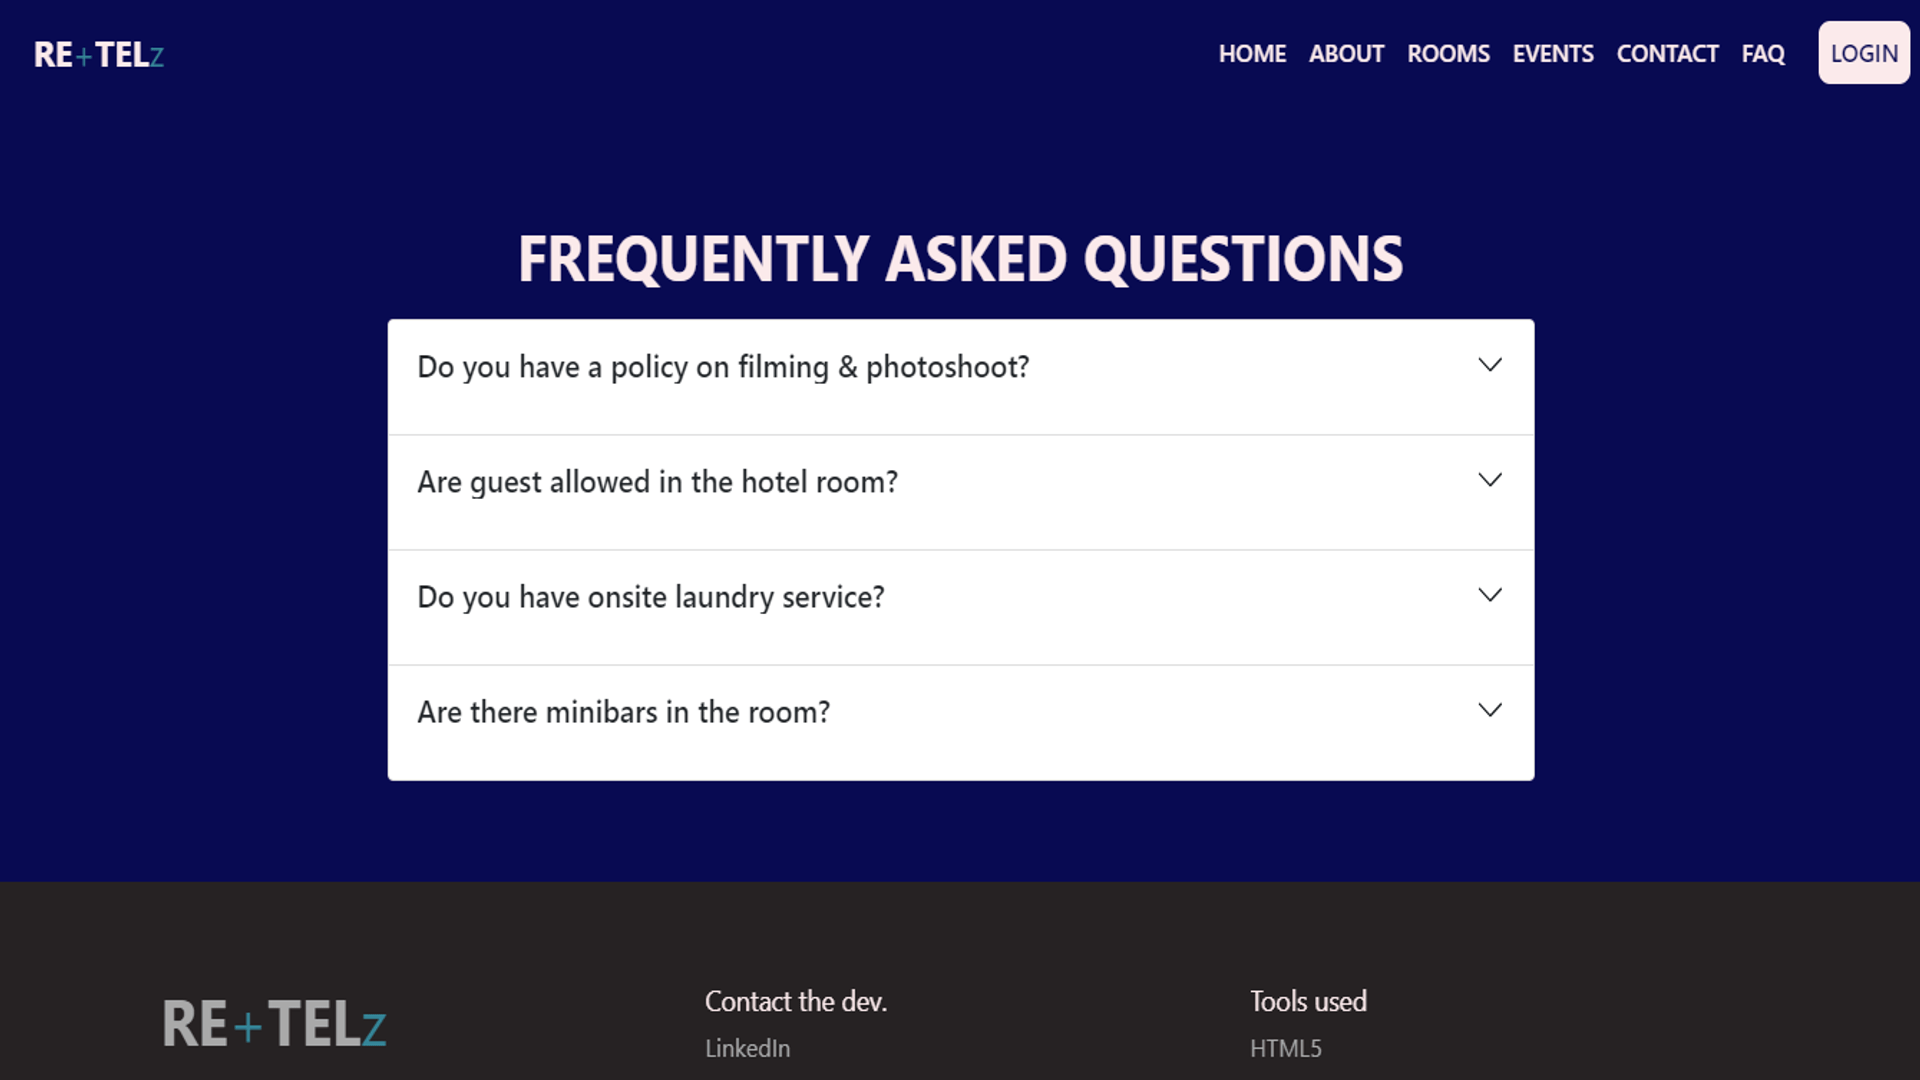 RE+TELz
HOME ABOUT ROOMS EVENTS CONTACT FAQ LOGIN
FREQUENTLY ASKED QUESTIONS
Do you have a policy on filming & photoshoot?
Are guest allowed in the hotel room?
Do you have onsite laundry service?
Are there minibars in the room?
RE+TELz
Contact the dev.
LinkedIn
Tools used
HTML5